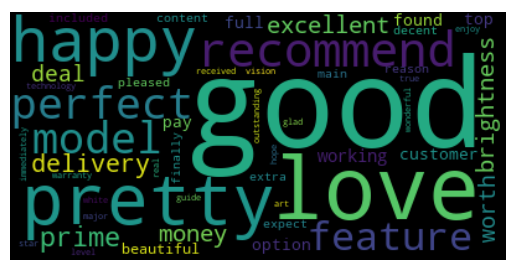 included content full found top
happy recommend excellent decent enjoy
deal pleased received vision main reason true
technology perfect good brightness
immediately model pay outstanding glad wonderful
delivery finally working customer
warranty real extra hope love worth
pretty white guide art
major prime money option expect feature
star level beautiful